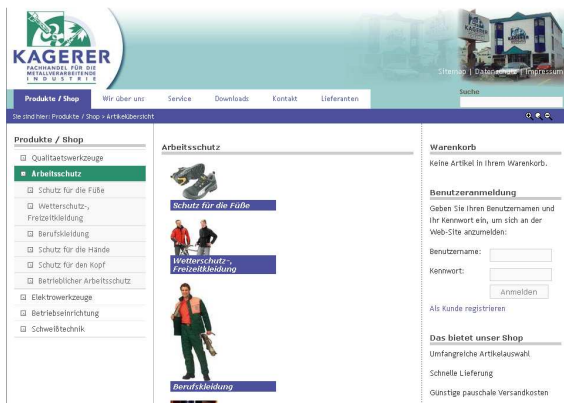 KAGERER
FACHHANDEL FÜR DIE
METALLVERARBEITENDE
INDUSTRIE
KAGERER
Sitemap | Datenschutz | Impressum
Produkte / Shop
Wir über uns
Service
Downloads
Kontakt
Lieferanten
Suche
Sie sind hier: Produkte / Shop > Artikelübersicht
Produkte / Shop
Qualitaetswerkzeuge
Arbeitsschutz
Schutz für die Füße
Wetterschutz-,
Freizeitkleidung
Berufskleidung
Schutz für die Hände
Schutz für den Kopf
Betrieblicher Arbeitsschutz
Elektrowerkzeuge
Betriebseinrichtung
Schweißtechnik
Arbeitsschutz
Schutz für die Füße
Wetterschutz-,
Freizeitkleidung
Berufskleidung
Warenkorb
Keine Artikel in Ihrem Warenkorb.
Benutzeranmeldung
Geben Sie Ihren Benutzernamen und
Ihr Kennwort ein, um sich an der
Web-Site anzumelden:
Benutzername:
Kennwort:
Anmelden
Als Kunde registrieren
Das bietet unser Shop
Umfangreiche Artikelauswahl
Schnelle Lieferung
Günstige pauschale Versandkosten